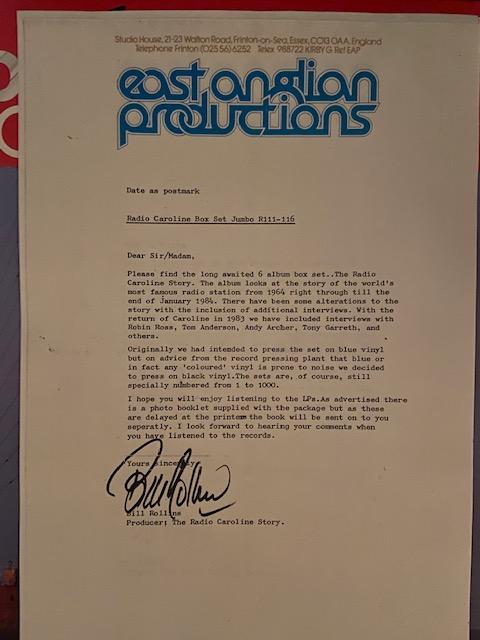 Studio House, 21-23 Walton Road, Frinton-on-Sea, Essex, CO13 OAA, England
Telephone Frinton (025 56) 6252 Telex 988722 KIRBY G Ref EAP
east anglian
productions
Date as postmark
Radio Caroline Box Set Jumbo R111-116
Dear Sir/Madam,
Please find the long awaited 6 album box set..The Radio
Caroline Story. The album looks at the story of the world's
most famous radio station from 1964 right through till the
end of January 1984. There have been some alterations to the
story with the inclusion of additional interviews. With the
return of Caroline in 1983 we have included interviews with
Robin Ross, Tom Anderson, Andy Archer, Tony Garreth, and
others.
Originally we had intended to press the set on blue vinyl
but on advice from the record pressing plant that blue or
in fact any 'coloured' vinyl is prone to noise we decided
to press on black vinyl.The sets are, of course, still
specially numbered from 1 to 1000.
I hope you will enjoy listening to the LPs.As advertised there
is a photo booklet supplied with the package but as these
are delayed at the printers the book will be sent on to you
seperatly. I look forward to hearing your comments when
you have listened to the records.
Yours sincerely
Bill Rollins
Bill Rollins
Producer; The Radio Caroline Story.